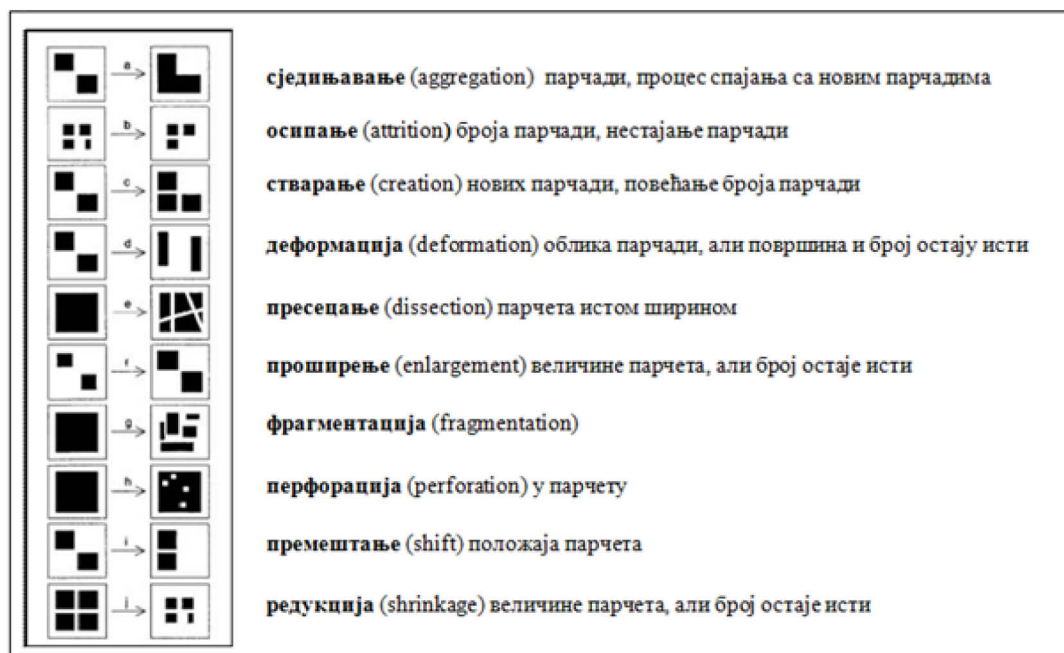 a
сједињавање (aggregation) парчади, процес спајања са новим парчадима
b
осипање (attrition) броја парчади, нестајање парчади
c
стварање (creation) нових парчади, повећање броја парчади
d
деформација (deformation) облика парчади, али површина и број остају исти
e
пресецање (dissection) парчета истом ширином
f
проширење (enlargement) величине парчета, али број остаје исти
g
фрагментација (fragmentation)
h
перфорација (perforation) у парчету
i
премештање (shift) положаја парчета
j
редукција (shrinkage) величине парчета, али број остаје исти